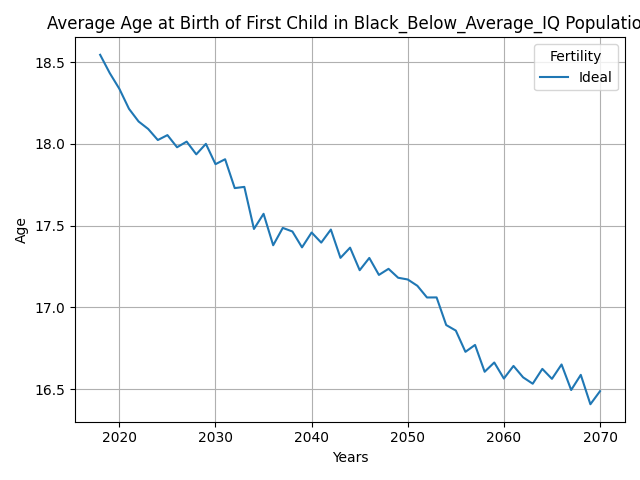 Average Age at Birth of First Child in Black_Below_Average_IQ Populatio
Fertility
Ideal
18.5
18.0
17.5
17.0
16.5
Age
2020 2030 2040 2050 2060 2070
Years